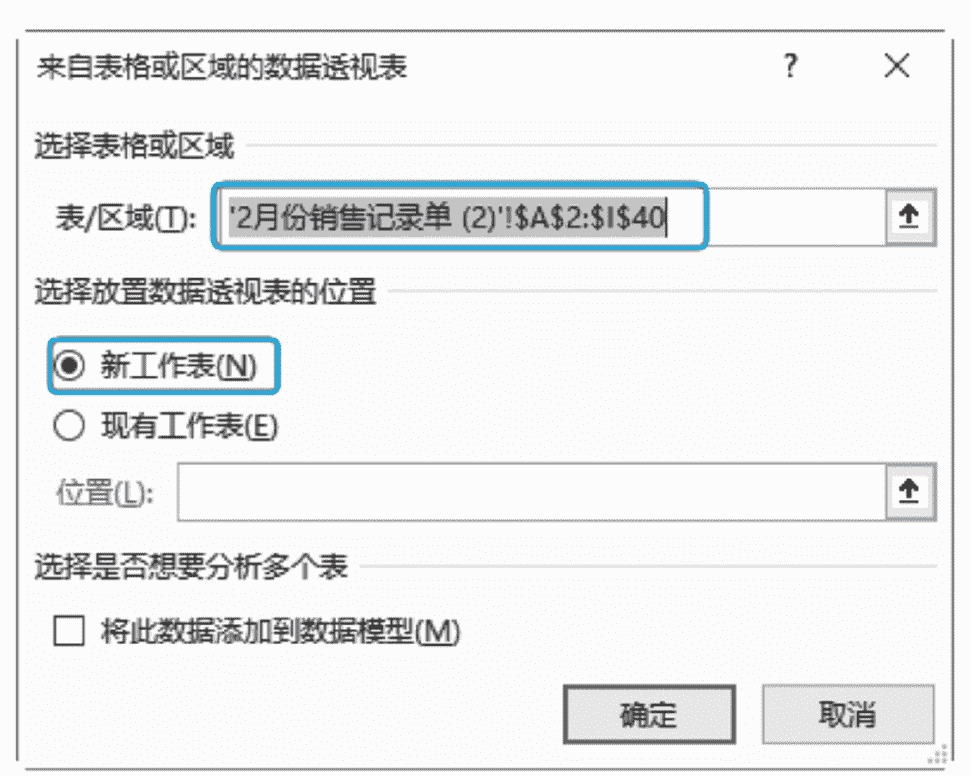 来自表格或区域的数据透视表 ?
选择表格或区域
表/区域(T): '2月份销售记录单 (2)'!$A$2:$I$40
选择放置数据透视表的位置
新工作表(N)
现有工作表(E)
位置(L):
选择是否想要分析多个表
将此数据添加到数据模型(M)
确定 取消